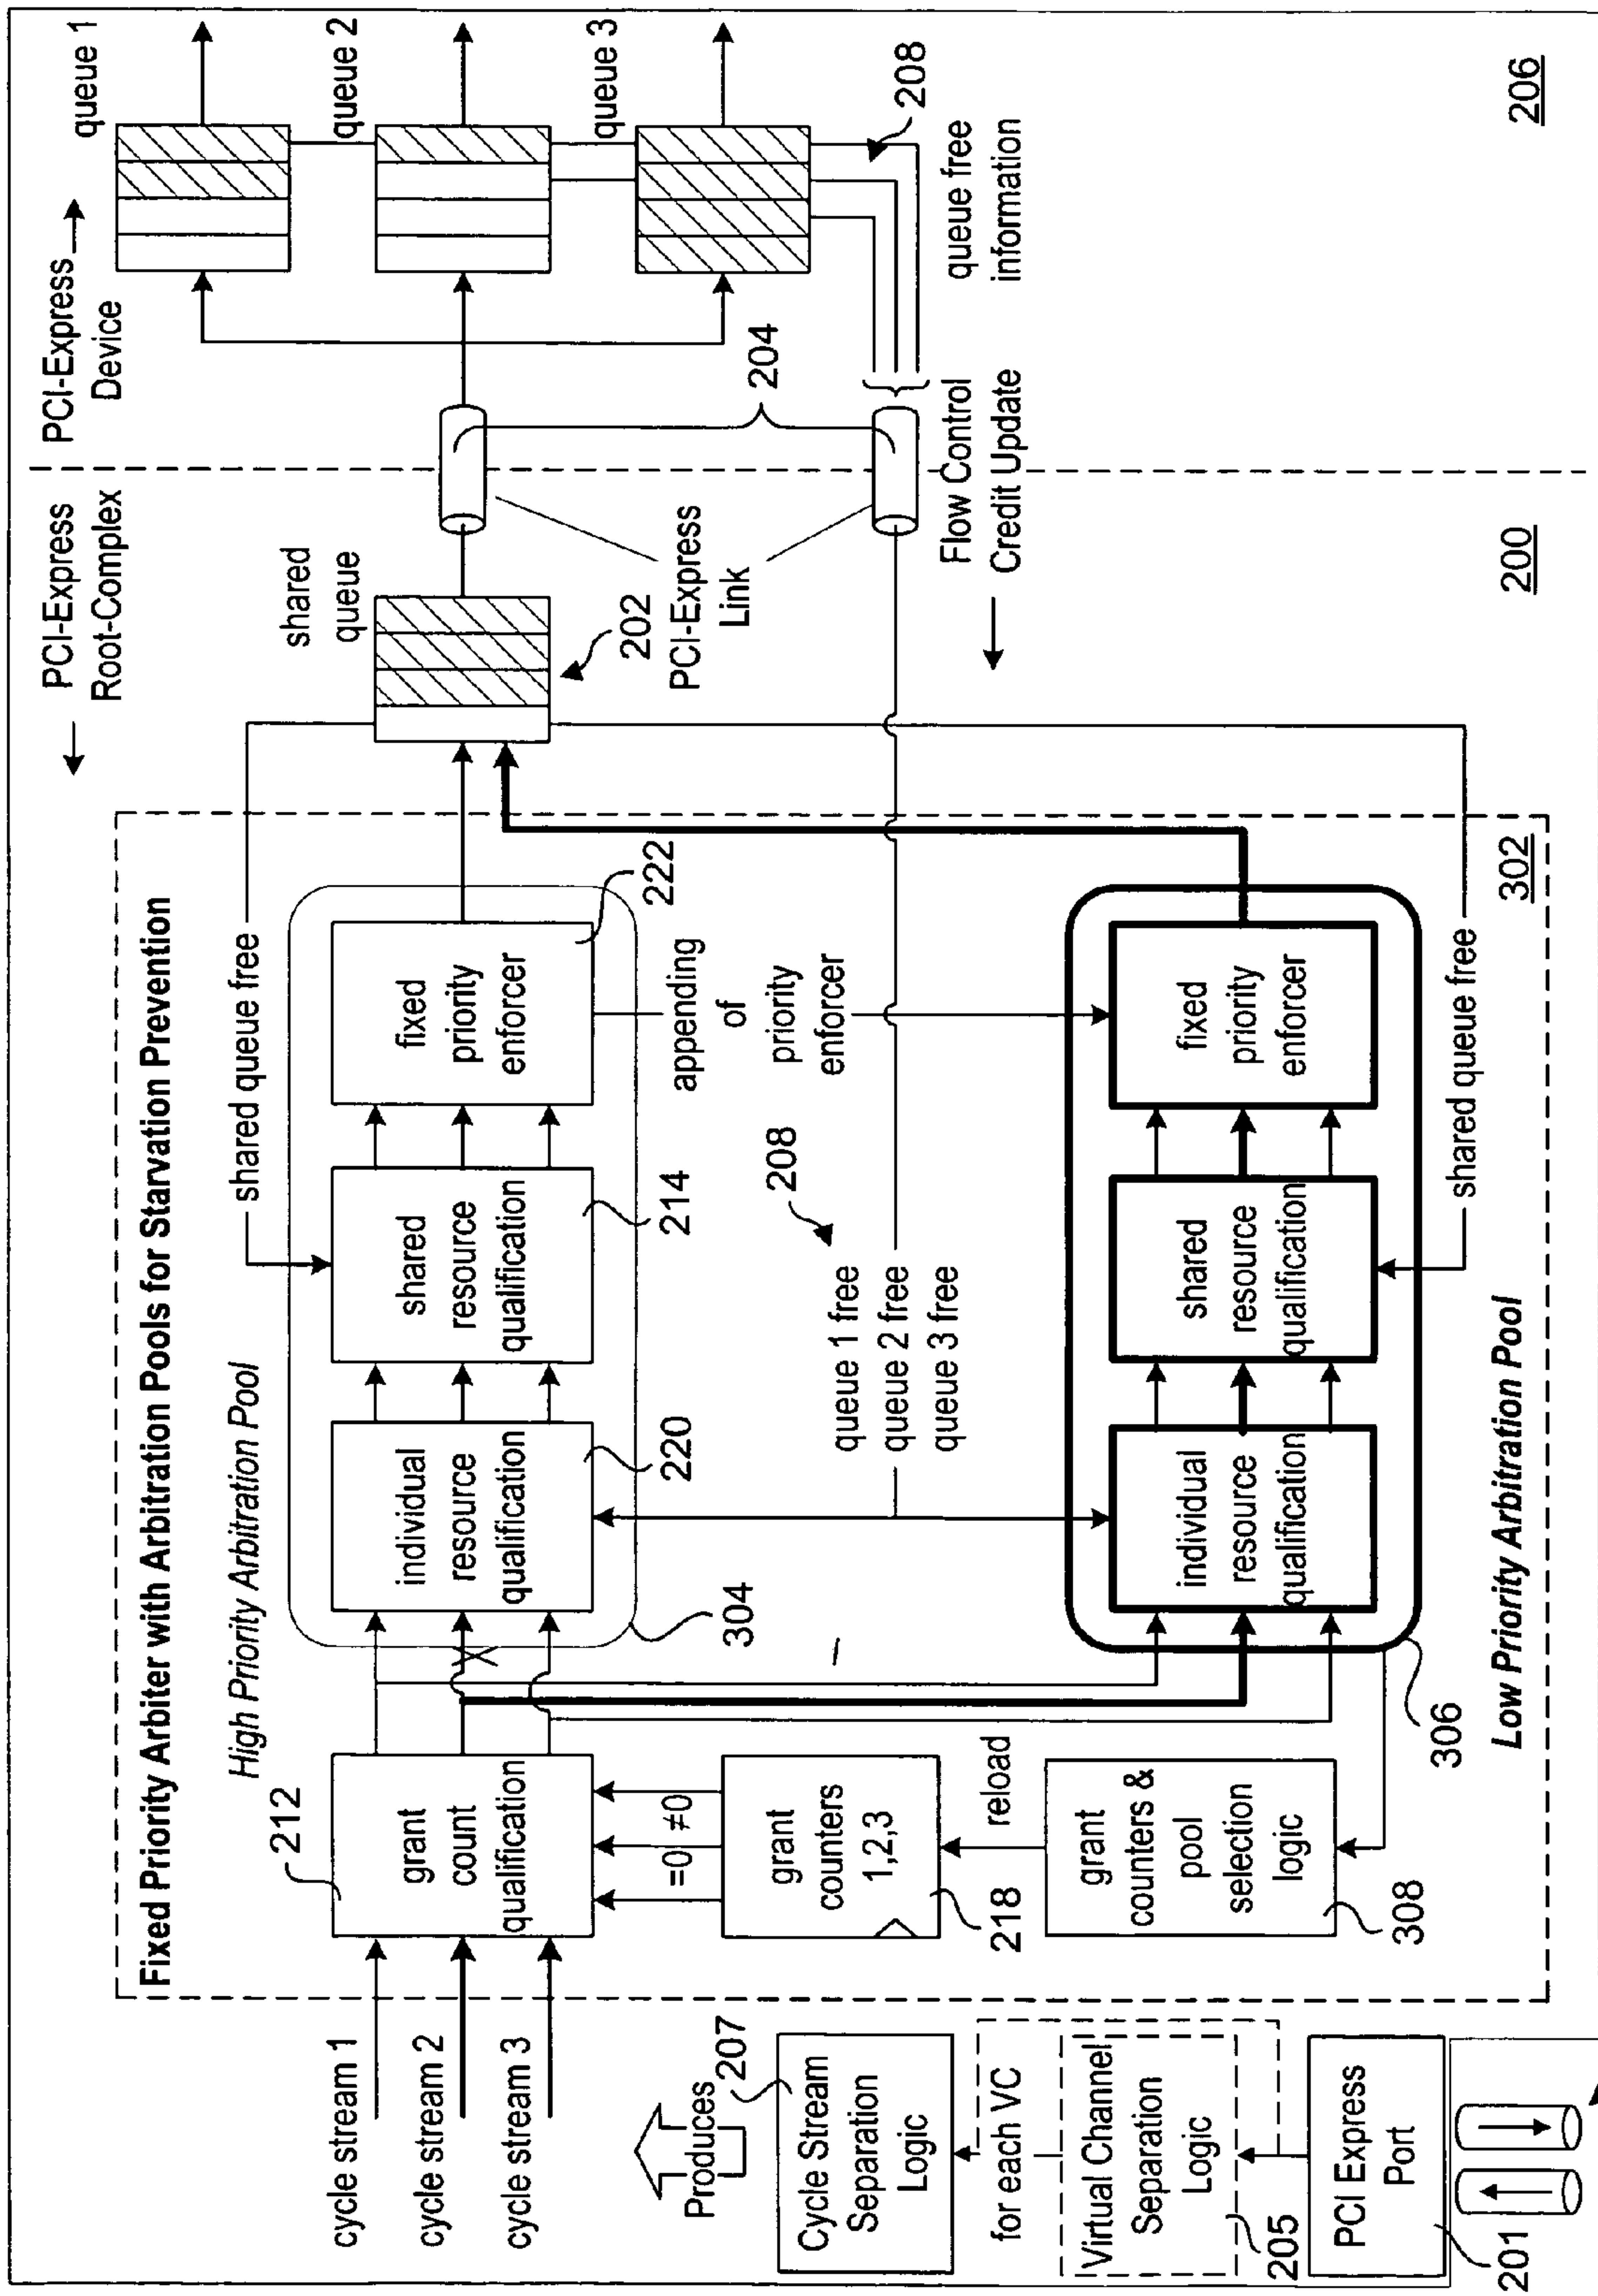 PCI-Express
Root-Complex
PCI-Express
Device
Fixed Priority Arbiter with Arbitration Pools for Starvation Prevention
High Priority Arbitration Pool
shared queue free
shared
queue
202
queue 1
queue 2
queue 3
cycle stream 1
cycle stream 2
cycle stream 3
212
grant
count
qualification
individual
resource
qualification
220
shared
resource
qualification
214
fixed
priority
enforcer
222
304
PCI-Express
Link
204
208
queue free
information
Produces
207
Cycle Stream
Separation
Logic
=0
≠0
grant
counters
1,2,3
218
appending
of
priority
enforcer
208
queue 1 free
queue 2 free
queue 3 free
Flow Control
Credit Update
for each VC
Virtual Channel
Separation
Logic
205
reload
grant
counters &
pool
selection
logic
308
individual
resource
qualification
shared
resource
qualification
fixed
priority
enforcer
306
shared queue free
Low Priority Arbitration Pool
302
PCI Express
Port
201
200
206